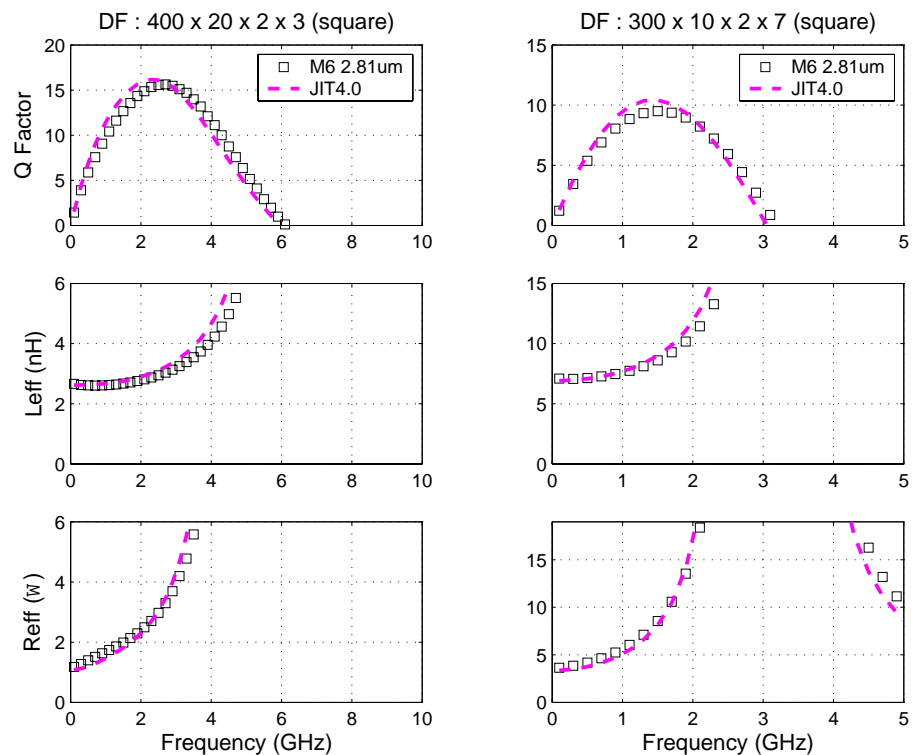 DF : 400 x 20 x 2 x 3 (square)
20
15
10
5
0
Q Factor
M6 2.81um
JIT4.0
0 2 4 6 8 10
DF : 300 x 10 x 2 x 7 (square)
15
10
5
0
M6 2.81um
JIT4.0
0 1 2 3 4 5
6
4
2
0
Leff (nH)
0 2 4 6 8 10
15
10
5
0
0 1 2 3 4 5
6
4
2
0
Reff (w)
0 2 4 6 8 10
Frequency (GHz)
15
10
5
0
0 1 2 3 4 5
Frequency (GHz)